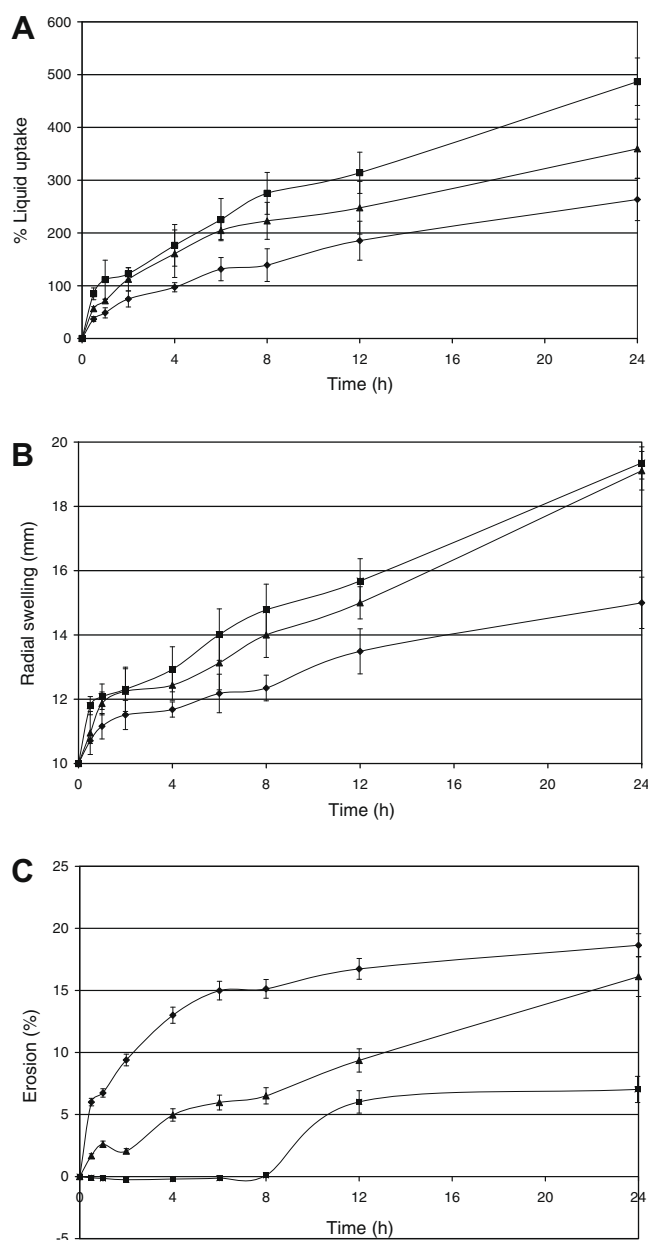 A
600
500
400
300
200
100
0
% Liquid uptake
0 4 8 12 16 20 24
Time (h)
B
20
18
16
14
12
10
Radial swelling (mm)
0 4 8 12 16 20 24
Time (h)
C
25
20
15
10
5
0
-5
Erosion (%)
0 4 8 12 16 20 24
Time (h)